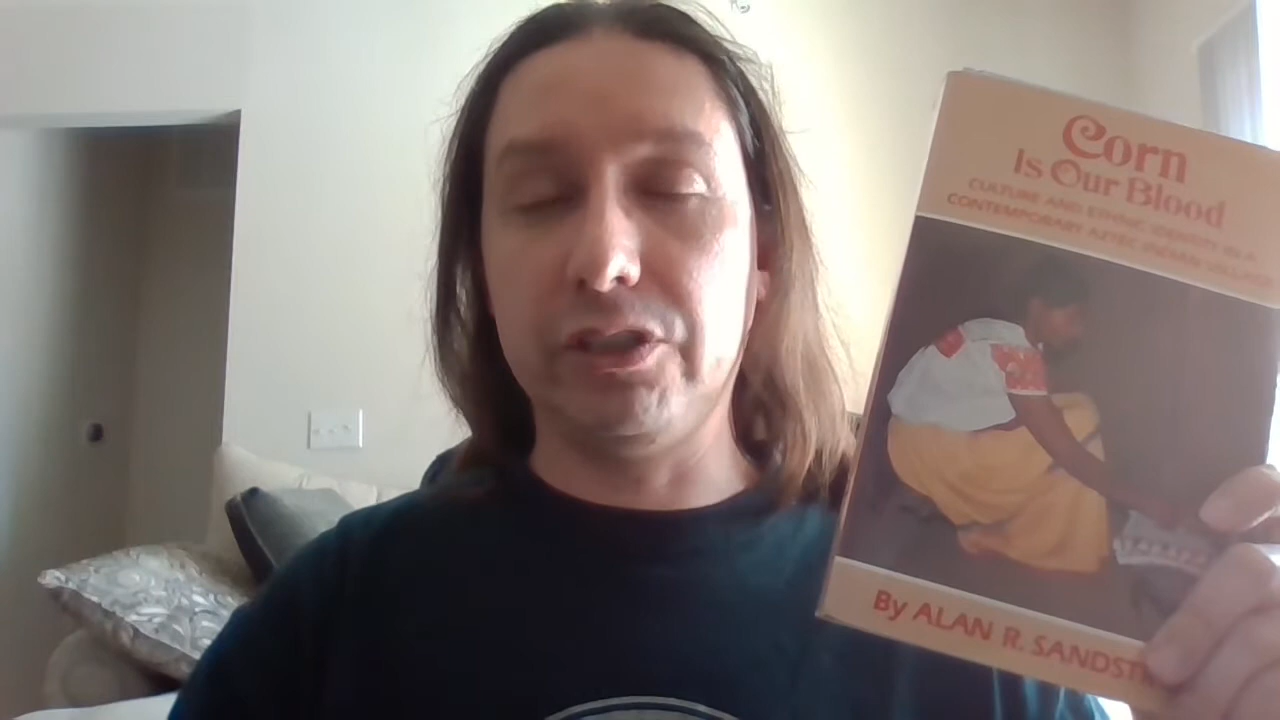 Corn
Is Our Blood
CULTURE AND ETHNIC IDENTITY IN A
CONTEMPORARY AZTEC INDIAN VILLAGE
By ALAN R. SANDST